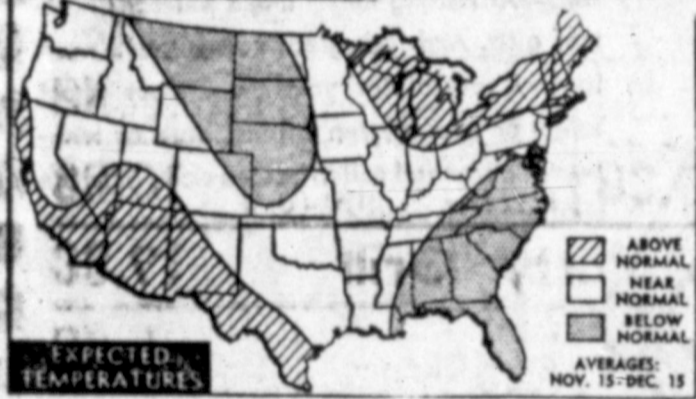 ABOVE
NORMAL
NEAR
NORMAL
BELOW
NORMAL
EXPECTED
TEMPERATURES
AVERAGES:
NOV. 15-DEC. 15